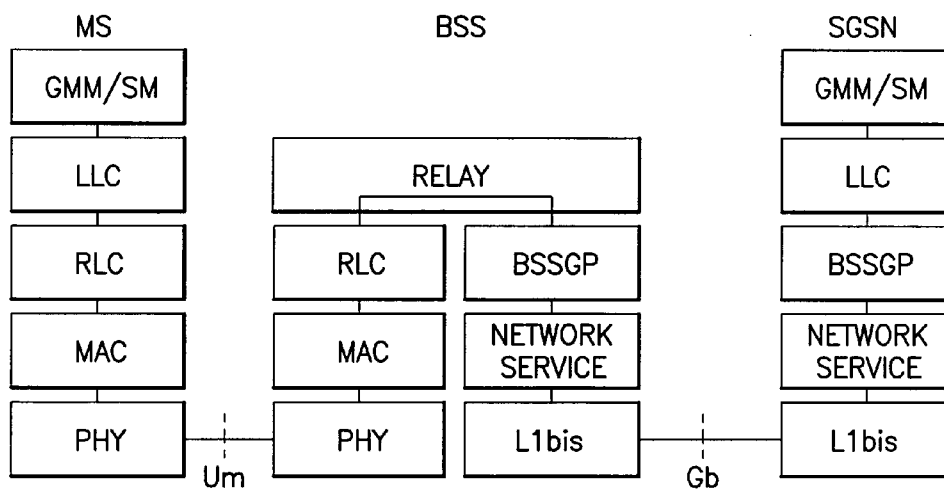 MS BSS SGSN
GMM/SM GMM/SM
LLC RELAY LLC
RLC RLC BSSGP BSSGP
MAC MAC NETWORK SERVICE NETWORK SERVICE
PHY PHY L1bis L1bis
Um Gb